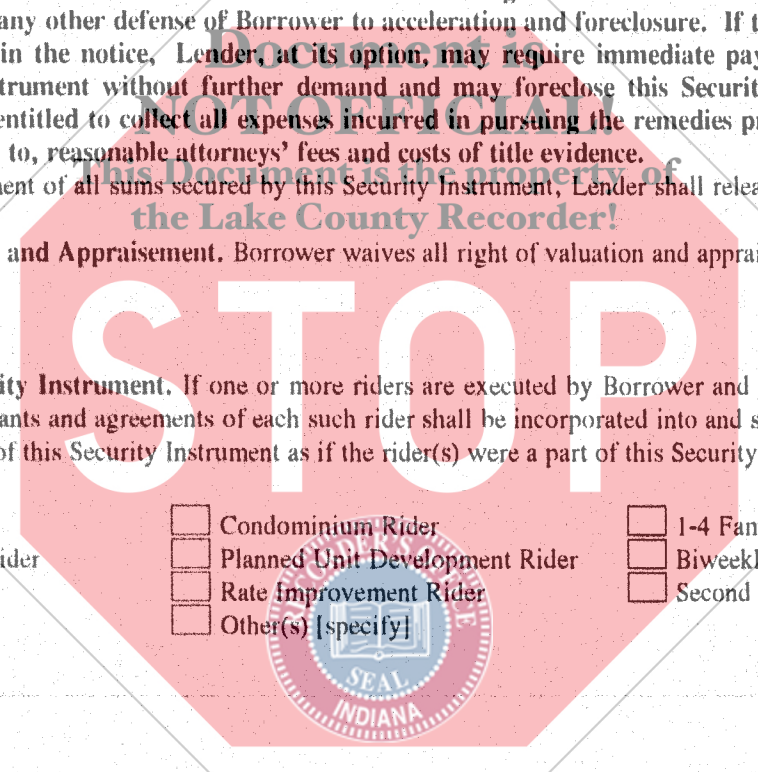 any other defense of Borrower to acceleration and foreclosure. If t
Document is
in the notice, Lender, at its option, may require immediate pay
strument without further demand and may foreclose this Securit
NOT OFFICIAL!
entitled to collect all expenses incurred in pursuing the remedies pr
to, reasonable attorneys' fees and costs of title evidence.
This Document is the property of
ment of all sums secured by this Security Instrument, Lender shall relea
the Lake County Recorder!
and Appraisement. Borrower waives all right of valuation and apprai
STOP
ity Instrument. If one or more riders are executed by Borrower and
ants and agreements of each such rider shall be incorporated into and s
of this Security Instrument as if the rider(s) were a part of this Security
Condominium Rider 1-4 Fan
ider Planned Unit Development Rider Biweekl
Rate Improvement Rider Second
Other(s) [specify]
RECORDER'S OFFICE
SEAL
INDIANA